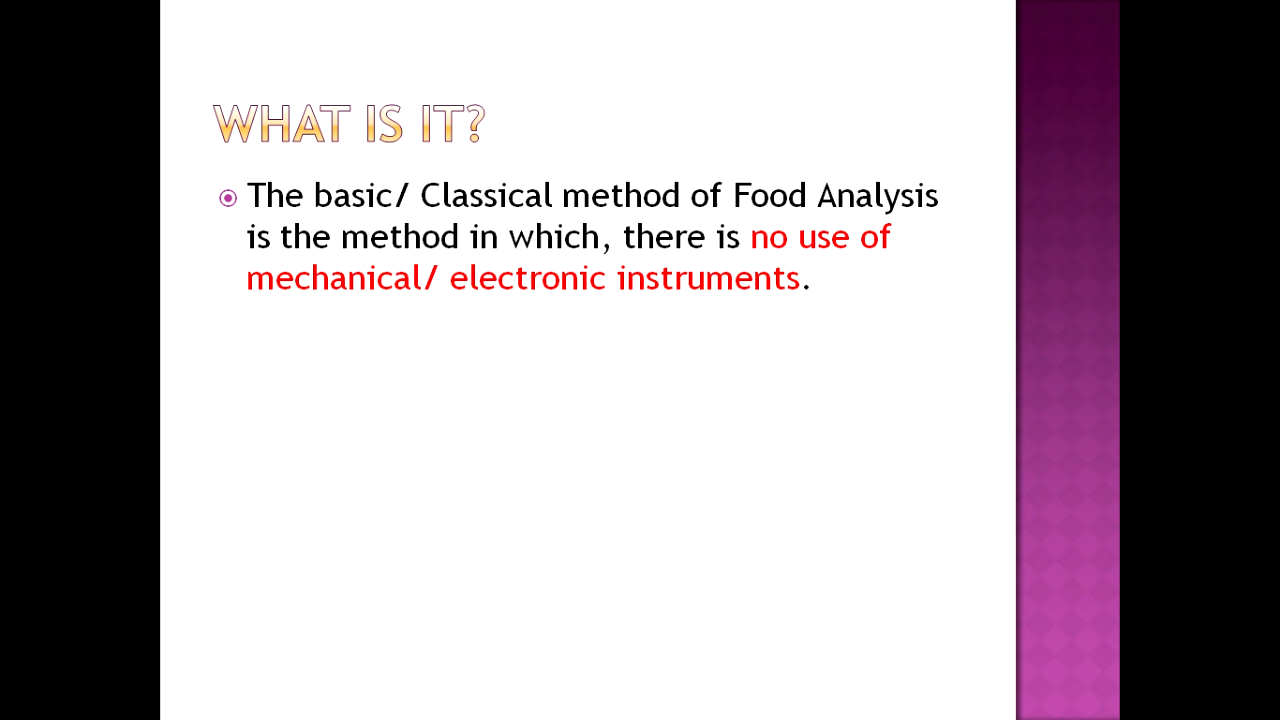 WHAT IS IT?
The basic/ Classical method of Food Analysis
is the method in which, there is no use of
mechanical/ electronic instruments.